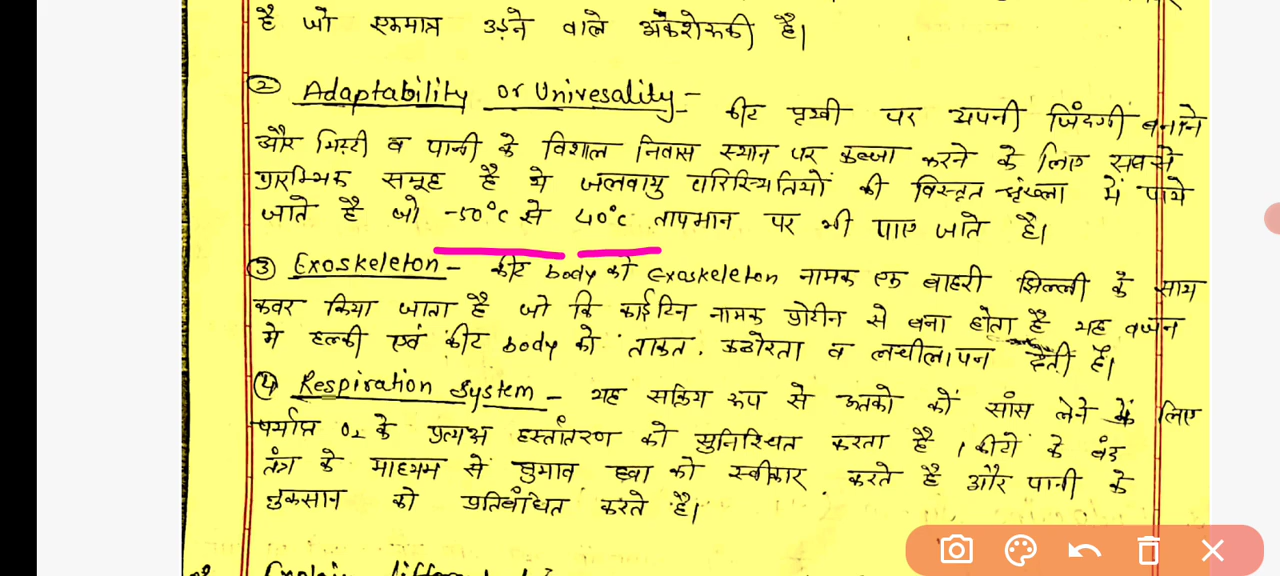 है जो एकमात्र उड़ने वाले अकशेरूकी है।
② Adaptability or Univesality - कीट पृथ्वी पर अपनी जिंदगी बनाने
और मिट्टी व पानी के विशाल निवास स्थान पर कब्जा करने के लिए सबसे
प्रारम्भिक समूह है ये जलवायु पारिस्थितियों की विस्तृत श्रृंख्ला में पाये
जाते है जो -50°C से 40°C तापमान पर भी पाए जाते है।
③ Exoskeleton - कीट body को exoskeleton नामक एक बाहरी झिल्ली के साथ
कवर किया जाता है जो कि काईटिन नामक प्रोटीन से बना होता है यह वजन
मे हल्की एवं कीट body को ताकत, कठोरता व लचीलापन देती है।
④ Respiration System - यह सक्रिय रूप से ऊतको को सांस लेने के लिए
पर्याप्त O2 के प्रत्यक्ष हस्तांतरण को सुनिश्चित करता है। कीटो के बंद
तंत्र के माध्यम से घुमाव हवा को स्वीकार करते है और पानी के
नुकसान को प्रतिबंधित करते है।